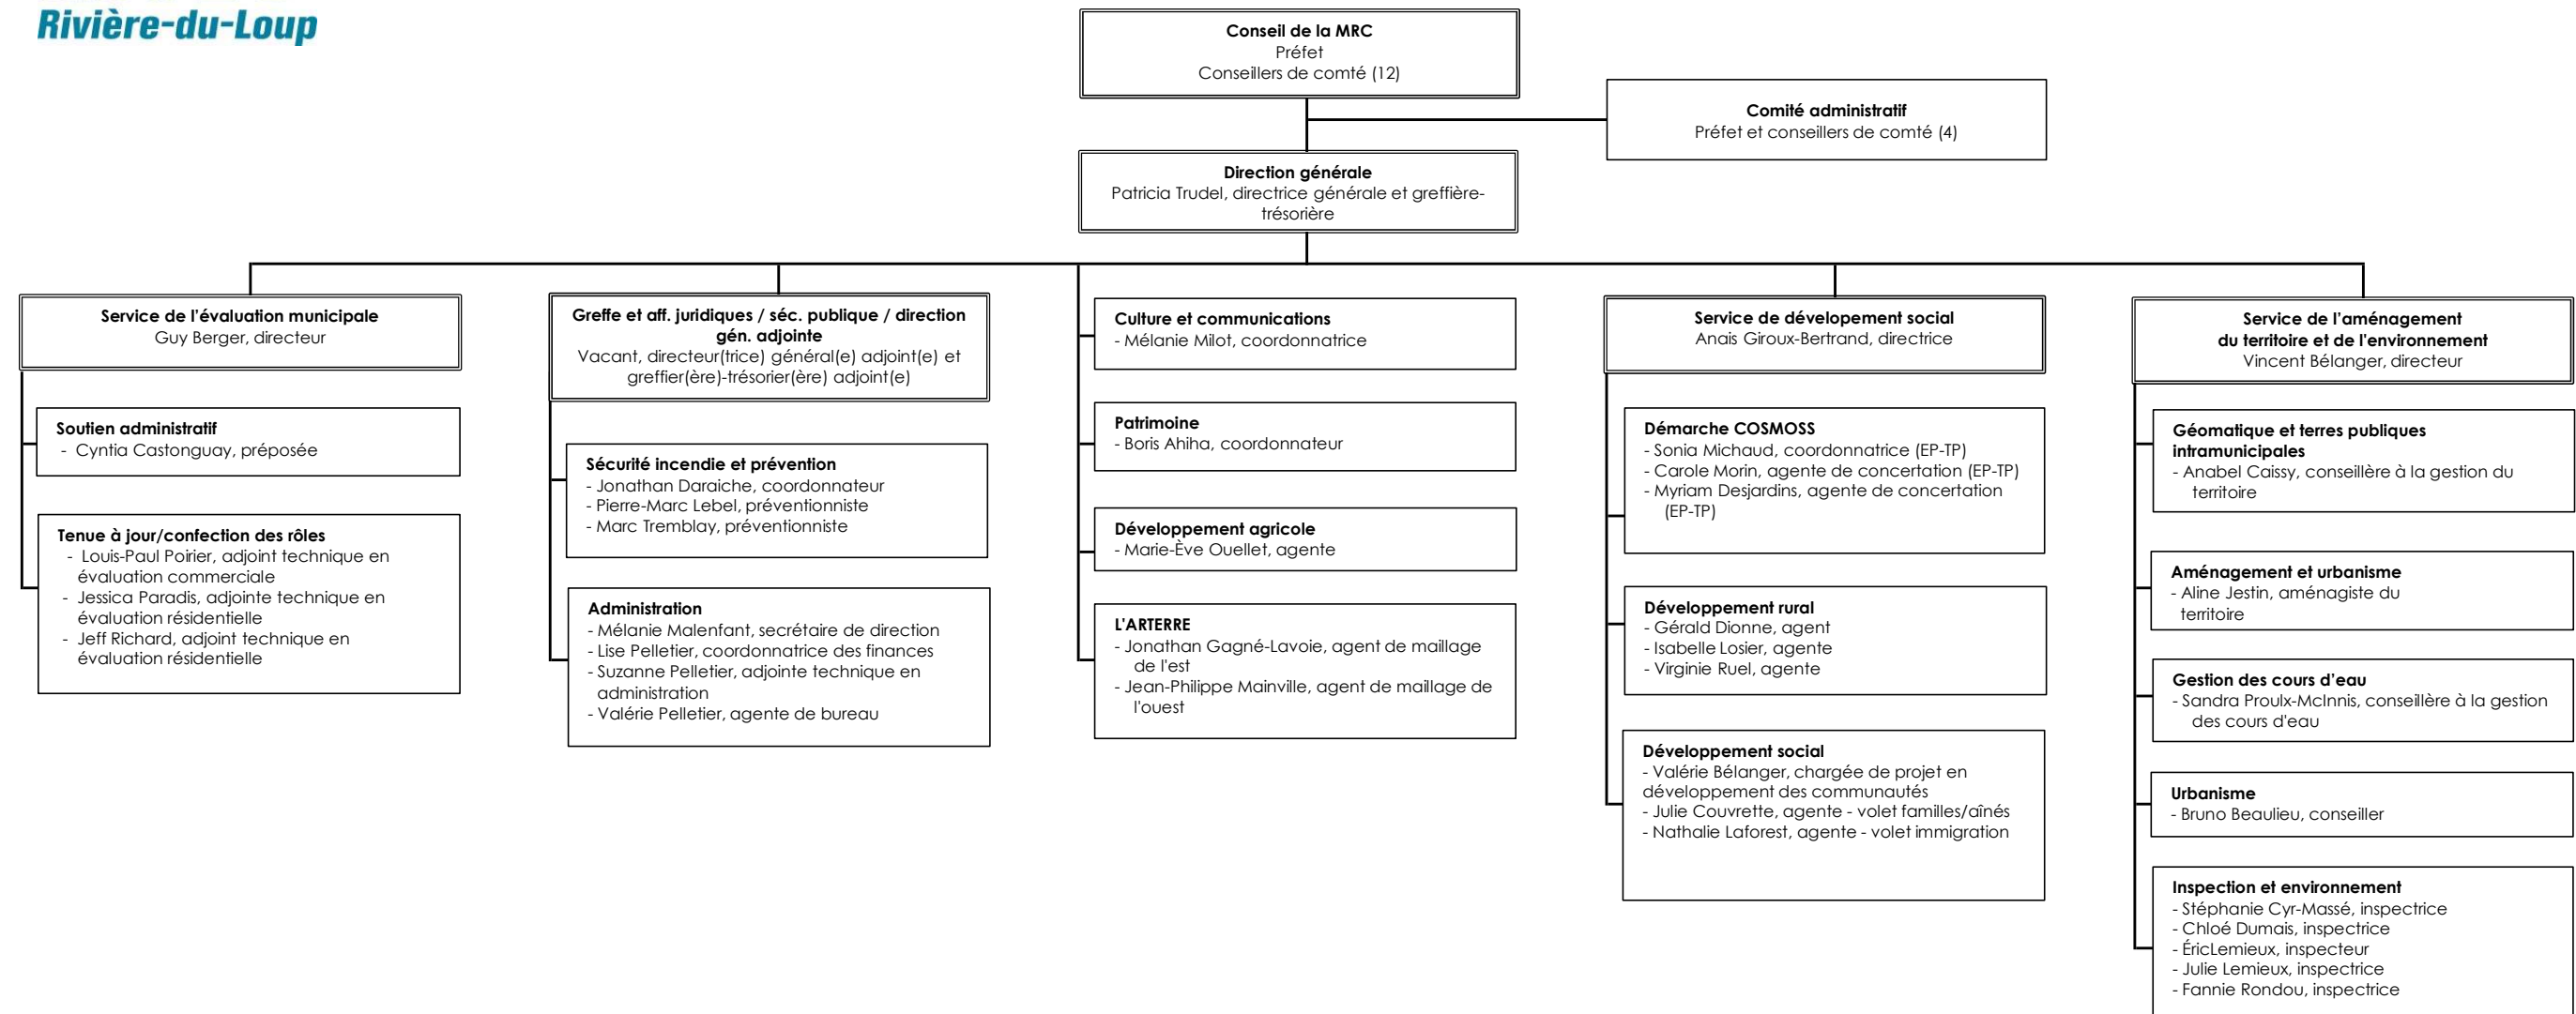 Rivière-du-Loup
Conseil de la MRC
Préfet
Conseillers de comté (12)
Comité administratif
Préfet et conseillers de comté (4)
Direction générale
Patricia Trudel, directrice générale et greffière-
trésorière
Service de l'évaluation municipale
Guy Berger, directeur
Soutien administratif
- Cyntia Castonguay, préposée
Tenue à jour/confection des rôles
- Louis-Paul Poirier, adjoint technique en
évaluation commerciale
- Jessica Paradis, adjointe technique en
évaluation résidentielle
- Jeff Richard, adjoint technique en
évaluation résidentielle
Greffe et aff. juridiques / séc. publique / direction
gén. adjointe
Vacant, directeur(trice) général(e) adjoint(e) et
greffier(ère)-trésorier(ère) adjoint(e)
Sécurité incendie et prévention
- Jonathan Daraiche, coordonnateur
- Pierre-Marc Lebel, préventionniste
- Marc Tremblay, préventionniste
Administration
- Mélanie Malenfant, secrétaire de direction
- Lise Pelletier, coordonnatrice des finances
- Suzanne Pelletier, adjointe technique en
administration
- Valérie Pelletier, agente de bureau
Culture et communications
- Mélanie Milot, coordonnatrice
Patrimoine
- Boris Ahiha, coordonnateur
Développement agricole
- Marie-Ève Ouellet, agente
L'ARTERRE
- Jonathan Gagné-Lavoie, agent de maillage
de l'est
- Jean-Philippe Mainville, agent de maillage de
l'ouest
Service de dévelopement social
Anais Giroux-Bertrand, directrice
Démarche COSMOSS
- Sonia Michaud, coordonnatrice (EP-TP)
- Carole Morin, agente de concertation (EP-TP)
- Myriam Desjardins, agente de concertation
(EP-TP)
Développement rural
- Gérald Dionne, agent
- Isabelle Losier, agente
- Virginie Ruel, agente
Développement social
- Valérie Bélanger, chargée de projet en
développement des communautés
- Julie Couvrette, agente - volet familles/aînés
- Nathalie Laforest, agente - volet immigration
Service de l'aménagement
du territoire et de l'environnement
Vincent Bélanger, directeur
Géomatique et terres publiques
intramunicipales
- Anabel Caissy, conseillère à la gestion du
territoire
Aménagement et urbanisme
- Aline Jestin, aménagiste du
territoire
Gestion des cours d'eau
- Sandra Proulx-McInnis, conseillère à la gestion
des cours d'eau
Urbanisme
- Bruno Beaulieu, conseiller
Inspection et environnement
- Stéphanie Cyr-Massé, inspectrice
- Chloé Dumais, inspectrice
- ÉricLemieux, inspecteur
- Julie Lemieux, inspectrice
- Fannie Rondou, inspectrice